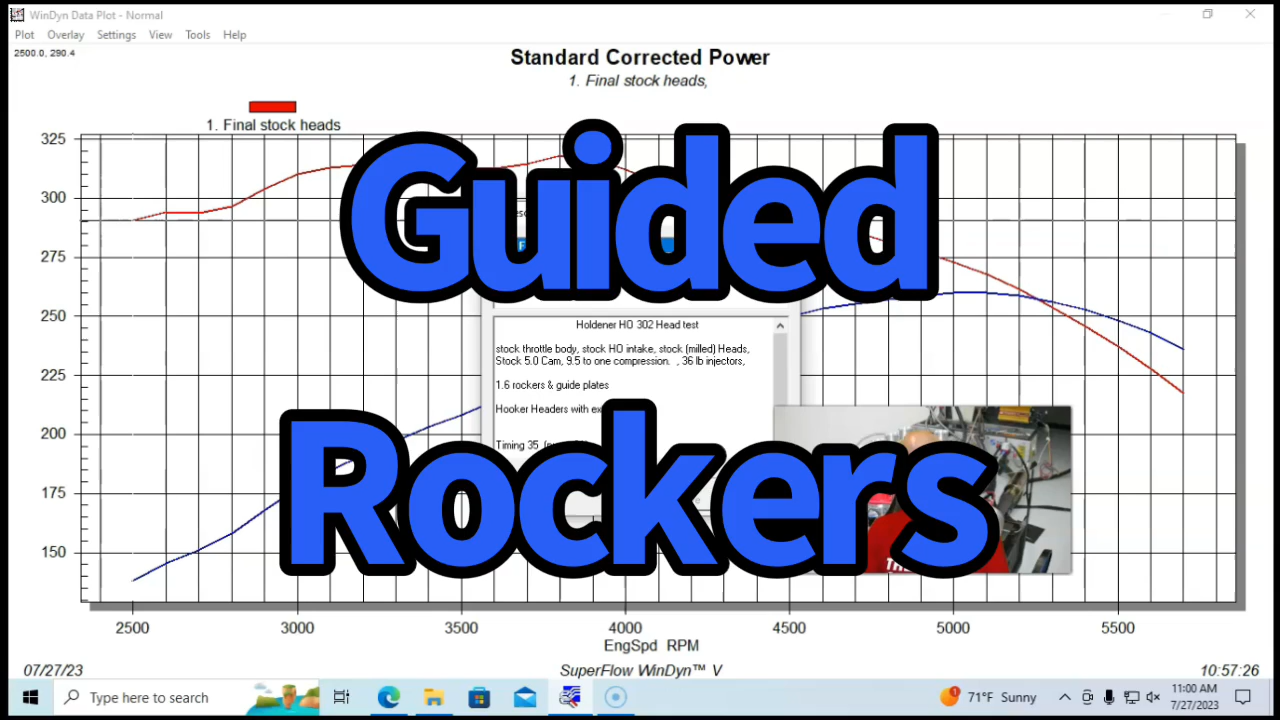 WinDyn Data Plot - Normal
Plot Overlay Settings View Tools Help
2500.0, 290.4
Standard Corrected Power
1. Final stock heads,
1. Final stock heads
325
300
275
250
225
200
175
150
Guided
Rockers
Holdener HO 302 Head test
stock throttle body, stock HO intake, stock (milled) Heads,
Stock 5.0 Cam, 9.5 to one compression. , 36 lb injectors,
1.6 rockers & guide plates
Hooker Headers with
Timing 35
2500 3000 3500 4000 4500 5000 5500
EngSpd RPM
07/27/23 SuperFlow WinDyn™ V 10:57:26
Type here to search
1 71°F Sunny
11:00 AM
7/27/2023